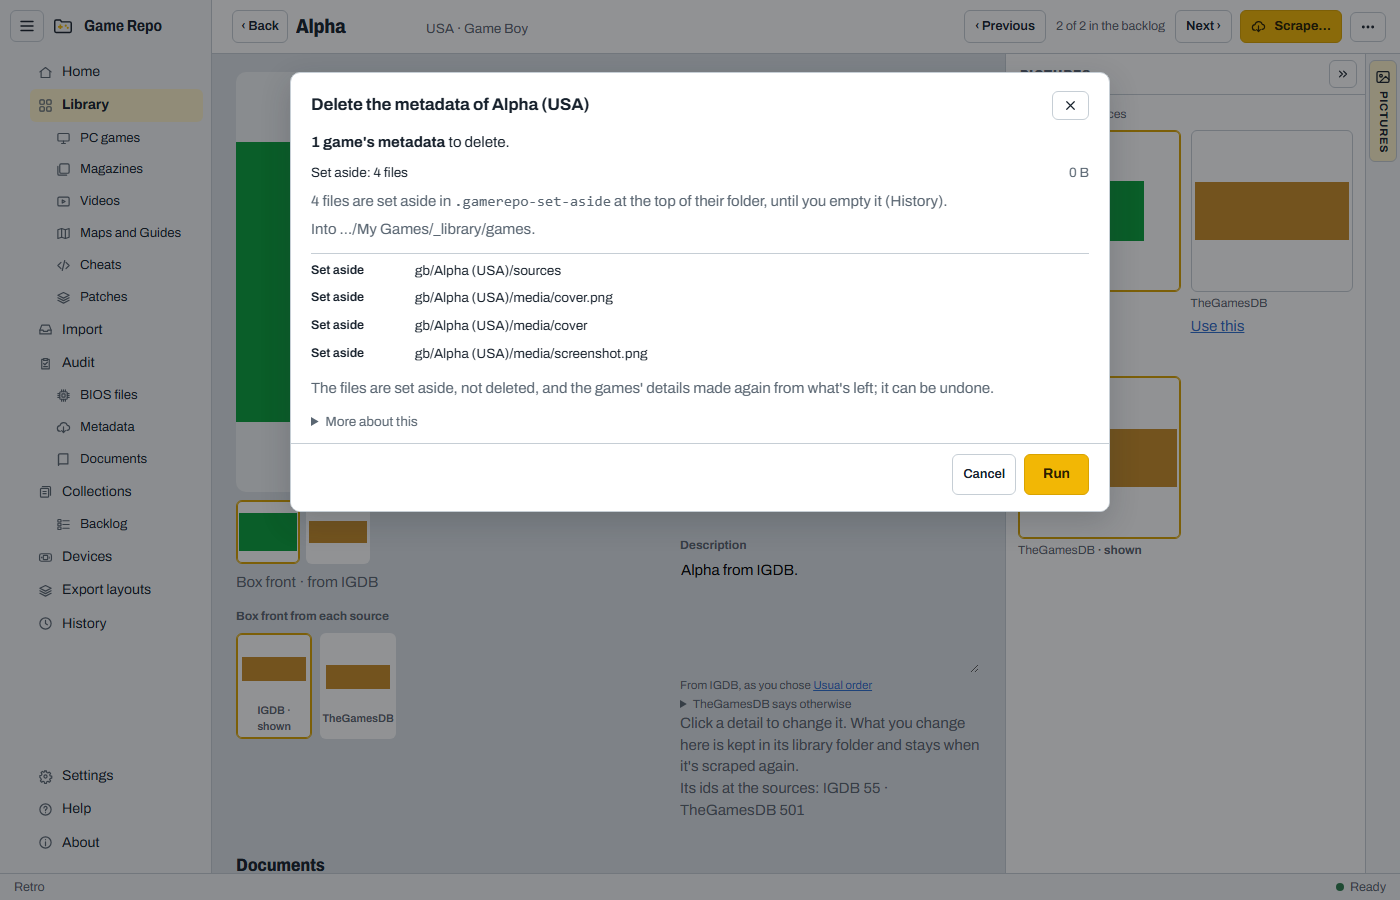 Game Repo
‹ Back
Alpha
USA · Game Boy
‹ Previous
2 of 2 in the backlog
Next ›
Scrape...
Home
Library
PC games
Magazines
Videos
Maps and Guides
Cheats
Patches
Import
Audit
BIOS files
Metadata
Documents
Collections
Backlog
Devices
Export layouts
History
Settings
Help
About
Delete the metadata of Alpha (USA)
1 game's metadata to delete.
Set aside: 4 files
0 B
4 files are set aside in .gamerepo-set-aside at the top of their folder, until you empty it (History).
Into .../My Games/_library/games.
Set aside gb/Alpha (USA)/sources
Set aside gb/Alpha (USA)/media/cover.png
Set aside gb/Alpha (USA)/media/cover
Set aside gb/Alpha (USA)/media/screenshot.png
The files are set aside, not deleted, and the games' details made again from what's left; it can be undone.
More about this
Cancel
Run
Box front · from IGDB
Box front from each source
IGDB ·
shown
TheGamesDB
Documents
Description
Alpha from IGDB.
From IGDB, as you chose Usual order
TheGamesDB says otherwise
Click a detail to change it. What you change
here is kept in its library folder and stays when
it's scraped again.
Its ids at the sources: IGDB 55 ·
TheGamesDB 501
TheGamesDB
Use this
TheGamesDB · shown
PICTURES
Retro
Ready